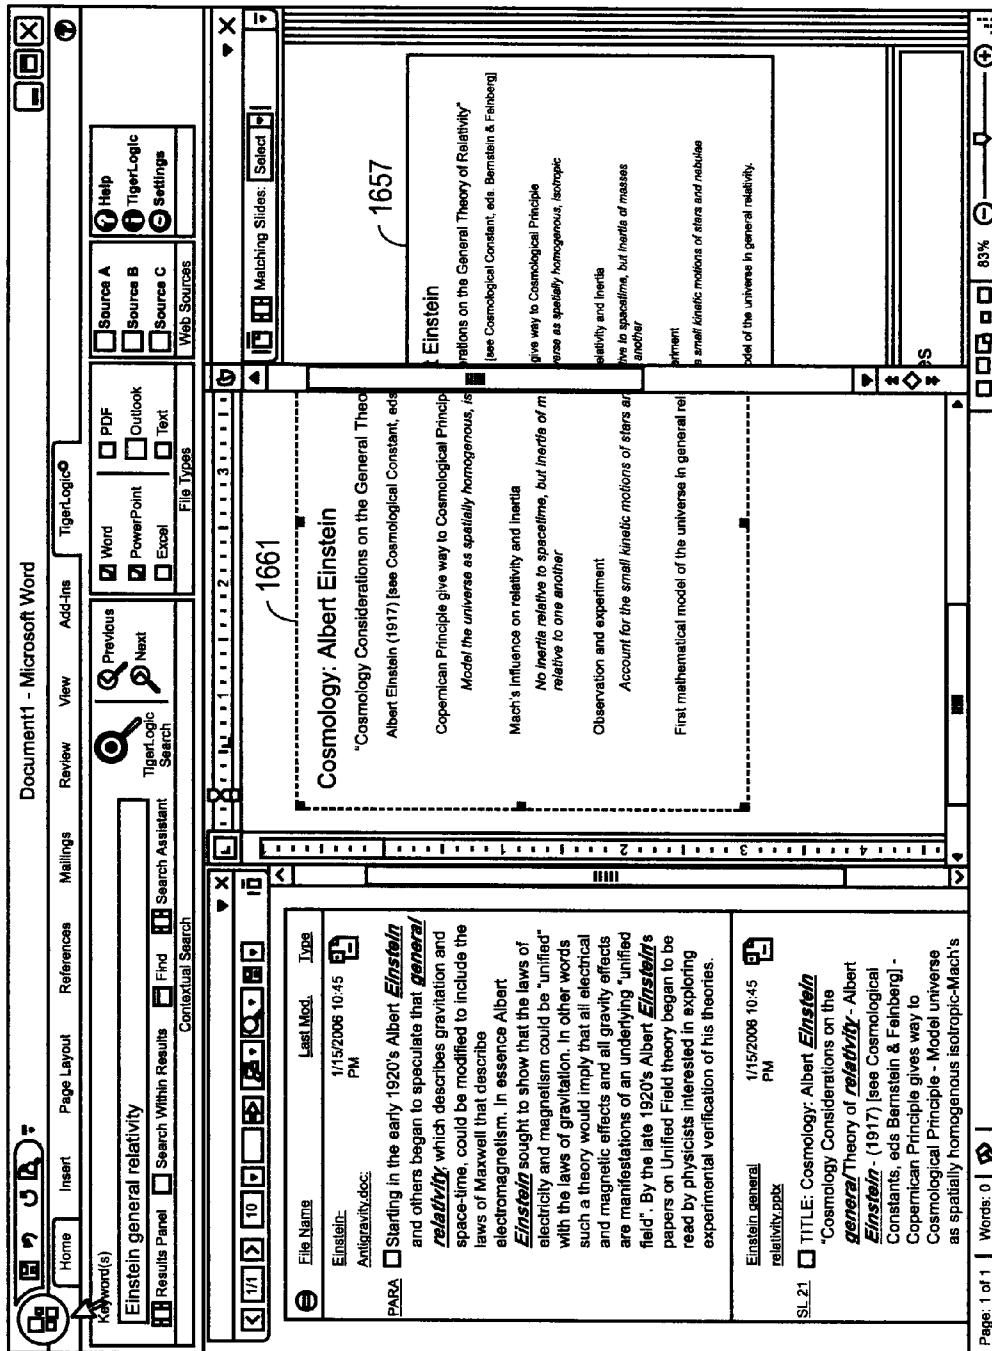 Document1 - Microsoft Word
Home Insert Page Layout References Mailings Review View Add-Ins TigerLogic
Keyword(s)
Einstein general relativity
Results Panel Search Within Results Find Search Assistant
Contextual Search
TigerLogic
Search
Previous
Next
Word
PowerPoint
Excel
PDF
Outlook
Text
File Types
Source A
Source B
Source C
Web Sources
Help
TigerLogic
Settings
1/1 10
File Name Last Mod. Type
Einstein-
Antigravity.doc:
1/15/2006 10:45
PM
PARA Starting in the early 1920's Albert Einstein
and others began to speculate that general
relativity, which describes gravitation and
space-time, could be modified to include the
laws of Maxwell that describe
electromagnetism. In essence Albert
Einstein sought to show that the laws of
electricity and magnetism could be "unified"
with the laws of gravitation. In other words
such a theory would imply that all electrical
and magnetic effects and all gravity effects
are manifestations of an underlying "unified
field". By the late 1920's Albert Einstein's
papers on Unified Field theory began to be
read by physicists interested in exploring
experimental verification of his theories.
Einstein general
relativity.pptx
1/15/2006 10:45
PM
SL 21 TITLE: Cosmology: Albert Einstein
"Cosmology Considerations on the
general Theory of relativity - Albert
Einstein - (1917) [see Cosmological
Constants, eds Bernstein & Feinberg] -
Copernican Principle gives way to
Cosmological Principle - Model universe
as spatially homogenous isotropic-Mach's
L
1 2 3
1 2 3 4
1661
Cosmology: Albert Einstein
"Cosmology Considerations on the General Theo
Albert Einstein (1917) [see Cosmological Constant, eds
Copernican Principle give way to Cosmological Princip
Model the universe as spatially homogenous, is
Mach's influence on relativity and inertia
No inertia relative to spacetime, but inertia of m
relative to one another
Observation and experiment
Account for the small kinetic motions of stars ar
First mathematical model of the universe in general rel
Matching Slides: Select
1657
t Einstein
erations on the General Theory of Relativity"
[see Cosmological Constant, eds. Bernstein & Feinberg]
give way to Cosmological Principle
verse as spatially homogenous, isotropic
elativity and inertia
tive to spacetime, but inertia of masses
another
eriment
s small kinetic motions of stars and nebulae
odel of the universe in general relativity.
es
Page: 1 of 1 Words: 0 83%